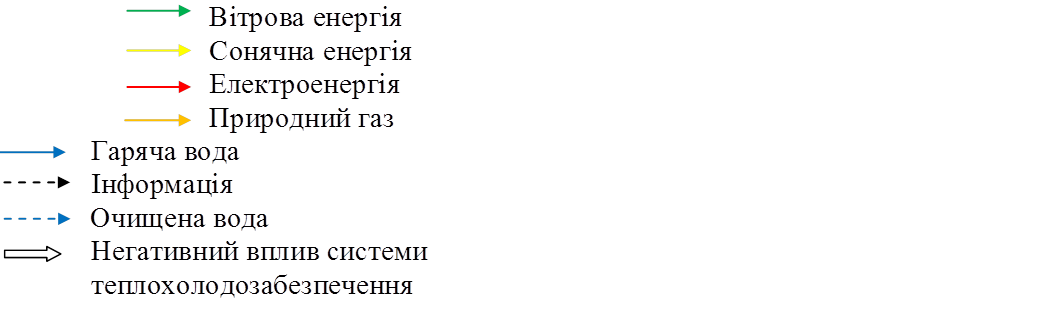 Вітрова енергія
Сонячна енергія
Електроенергія
Природний газ
Гаряча вода
Інформація
Очищена вода
Негативний вплив системи
теплохолодозабезпечення